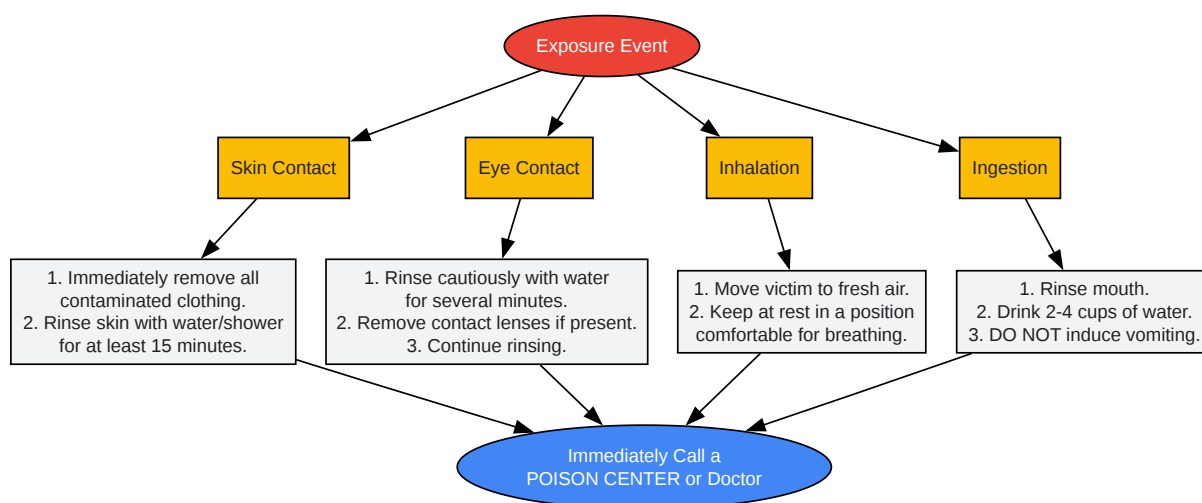 Exposure Event
Skin Contact
Eye Contact
Inhalation
Ingestion
1. Immediately remove all
contaminated clothing.
2. Rinse skin with water/shower
for at least 15 minutes.
1. Rinse cautiously with water
for several minutes.
2. Remove contact lenses if present.
3. Continue rinsing.
1. Move victim to fresh air.
2. Keep at rest in a position
comfortable for breathing.
1. Rinse mouth.
2. Drink 2-4 cups of water.
3. DO NOT induce vomiting.
Immediately Call a
POISON CENTER or Doctor